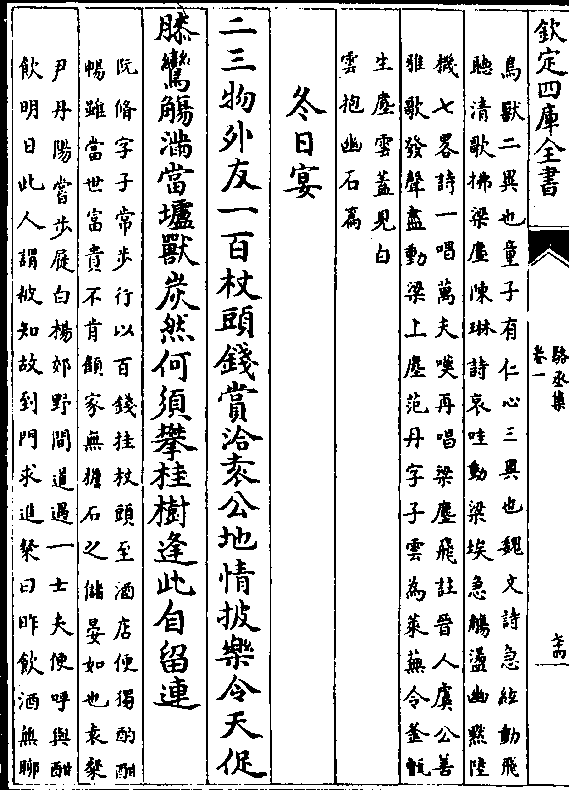 欽定四庫全書
駱丞集
卷一
鳥獸二異也童子有仁心三異也魏文詩急絃動飛
聴清歌拂梁塵陳琳詩哀哇動梁埃急觴盪幽黙陸
機七畧詩一唱萬夫嘆再唱梁塵飛註晉人虞公善
雅歌發聲盡動梁上塵范丹字子雲為萊蕪令釜甑
生塵雲蓋見白
雲抱幽石篇
冬日宴
二三物外友一百杖頭錢賞洽袁公地情披樂令天促
膝鸞觴滿當壚獸炭然何須攀桂樹逢此自留連
阮脩字子常步行以百錢挂杖頭至酒店便獨酌酣
暢雖當世富貴不肯顧家無擔石之儲晏如也袁粲
尹丹陽嘗步屧白楊郊野間道遇一士夫便呼與酣
飲明日此人謂被知故到門求進粲曰昨飲酒無聊